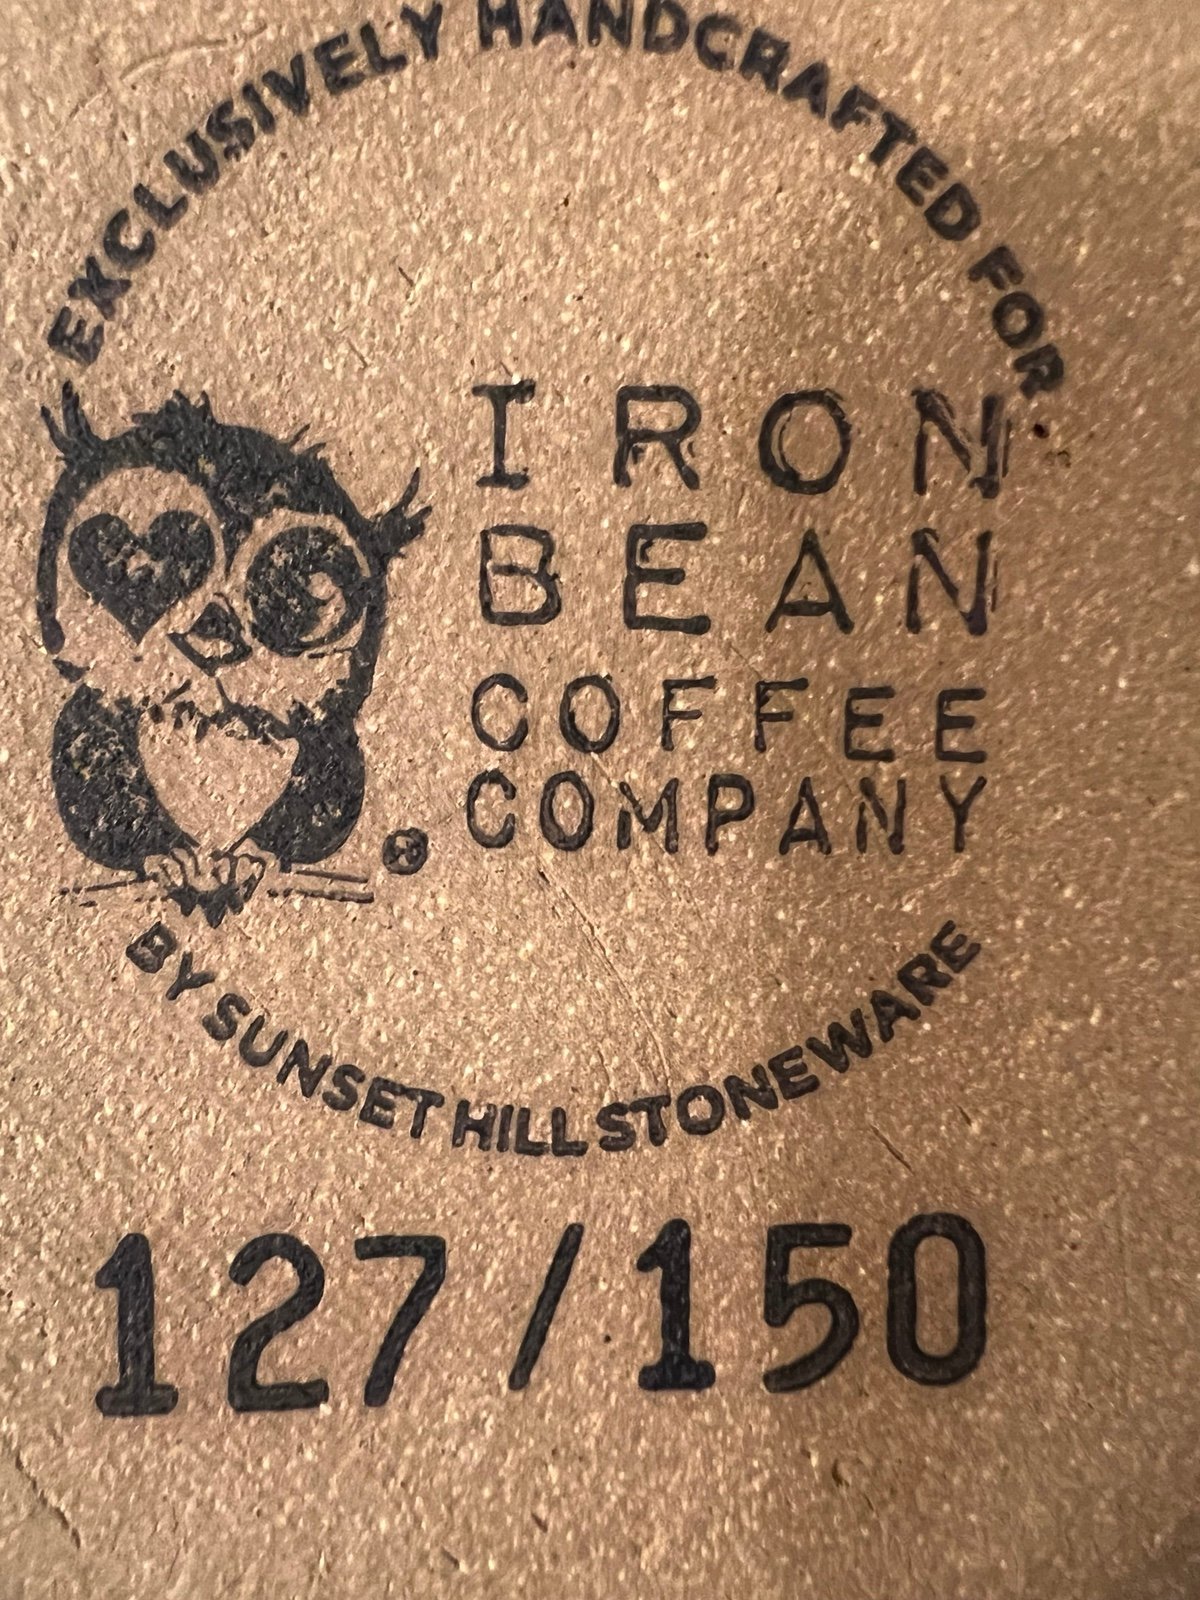 EXCLUSIVELY HANDCRAFTED FOR
IRON
BEAN
COFFEE
COMPANY
®
BY SUNSET HILL STONEWARE
127/150